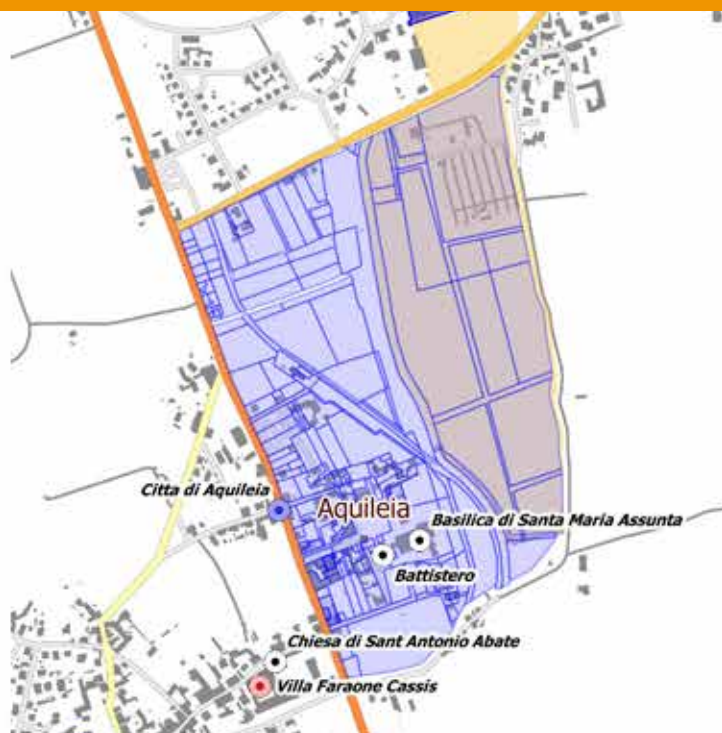 Citta di Aquileia
Aquileia
Basilica di Santa Maria Assunta
Battistero
Chiesa di Sant Antonio Abate
Villa Faraone Cassis